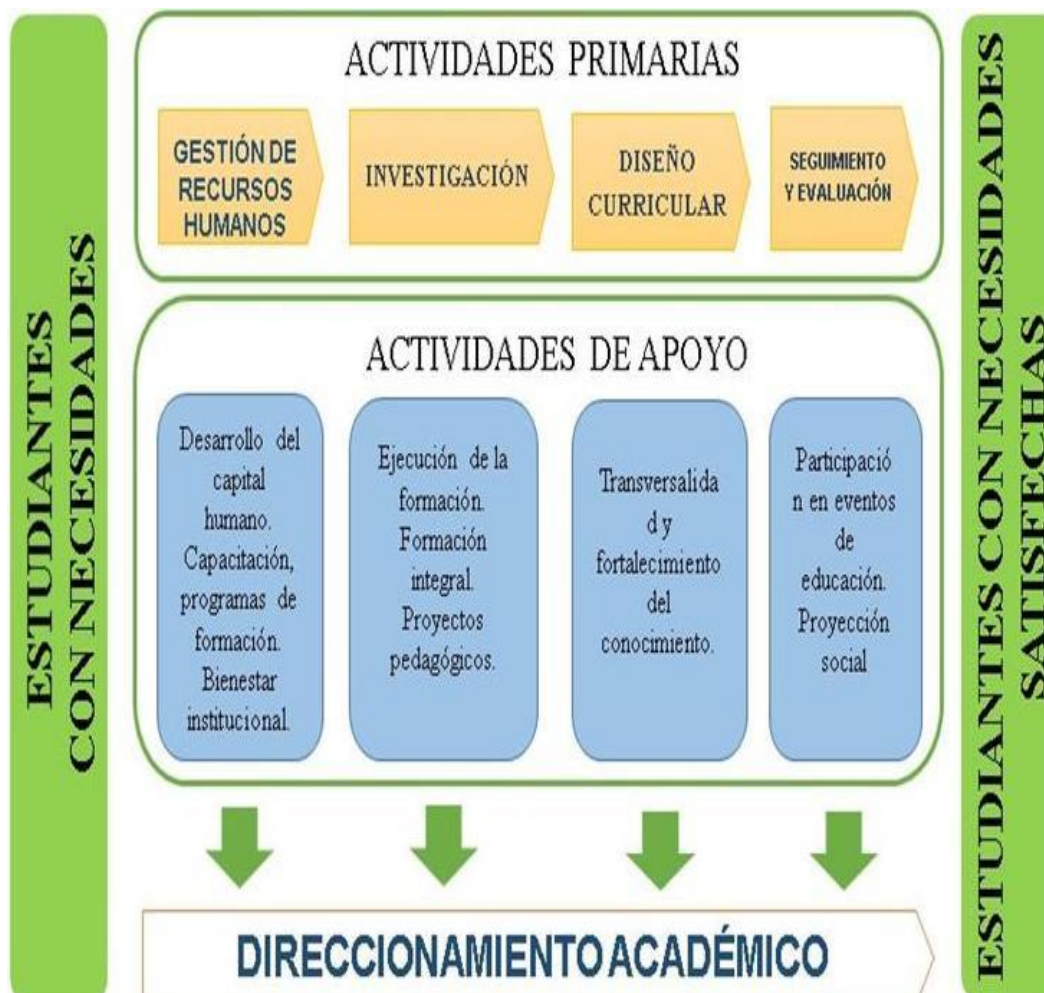 ESTUDIANTES
CON NECESIDADES
ACTIVIDADES PRIMARIAS
GESTIÓN DE
RECURSOS
HUMANOS
INVESTIGACIÓN
DISEÑO
CURRICULAR
SEGUIMIENTO
Y EVALUACIÓN
ACTIVIDADES DE APOYO
Desarrollo del
capital
humano.
Capacitación,
programas de
formación.
Bienestar
institucional.
Ejecución de la
formación.
Formación
integral.
Proyectos
pedagógicos.
Transversalida
d y
fortalecimiento
del
conocimiento.
Participació
n en eventos
de
educación.
Proyección
social
DIRECCIONAMIENTO ACADÉMICO
ESTUDIANTES CON NECESIDADES
SATISFECHAS